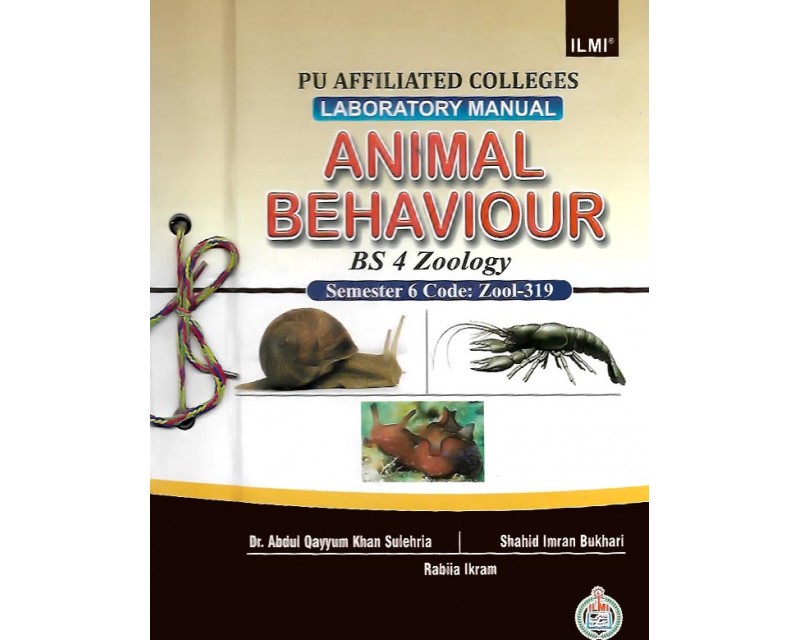 ILMI®
PU AFFILIATED COLLEGES
LABORATORY MANUAL
ANIMAL
BEHAVIOUR
BS 4 Zoology
Semester 6 Code: Zool-319
Dr. Abdul Qayyum Khan Sulehria
Shahid Imran Bukhari
Rabiia Ikram
ILMI